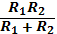 R₁R₂
R₁ + R₂